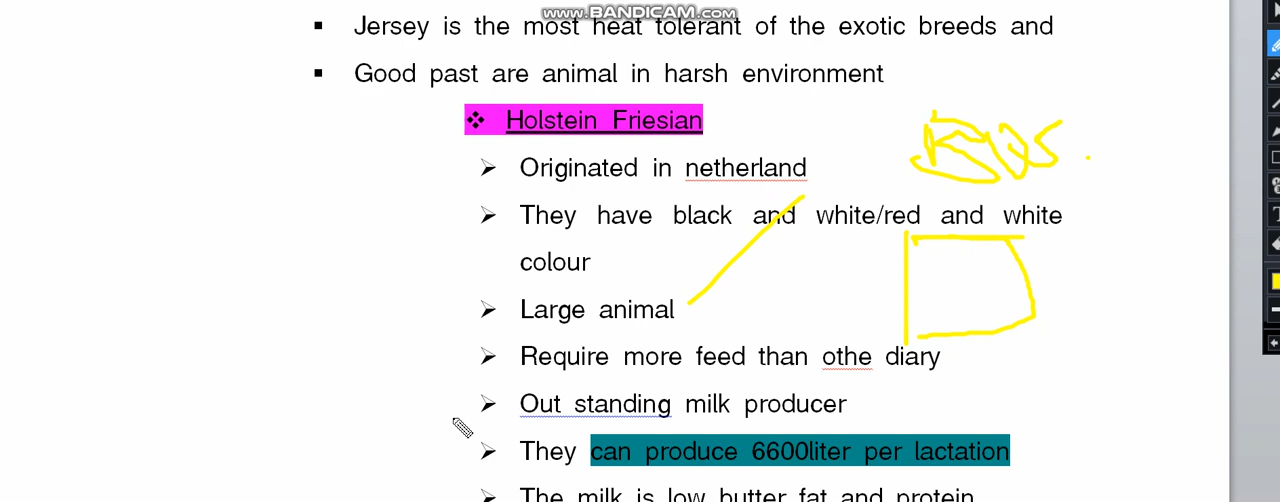 www.BANDICAM.com
▪ Jersey is the most heat tolerant of the exotic breeds and
▪ Good past are animal in harsh environment
❖ Holstein Friesian
➢ Originated in netherland
➢ They have black and white/red and white
colour
➢ Large animal
➢ Require more feed than othe diary
➢ Out standing milk producer
➢ They can produce 6600liter per lactation
The milk is low butter fat and protein